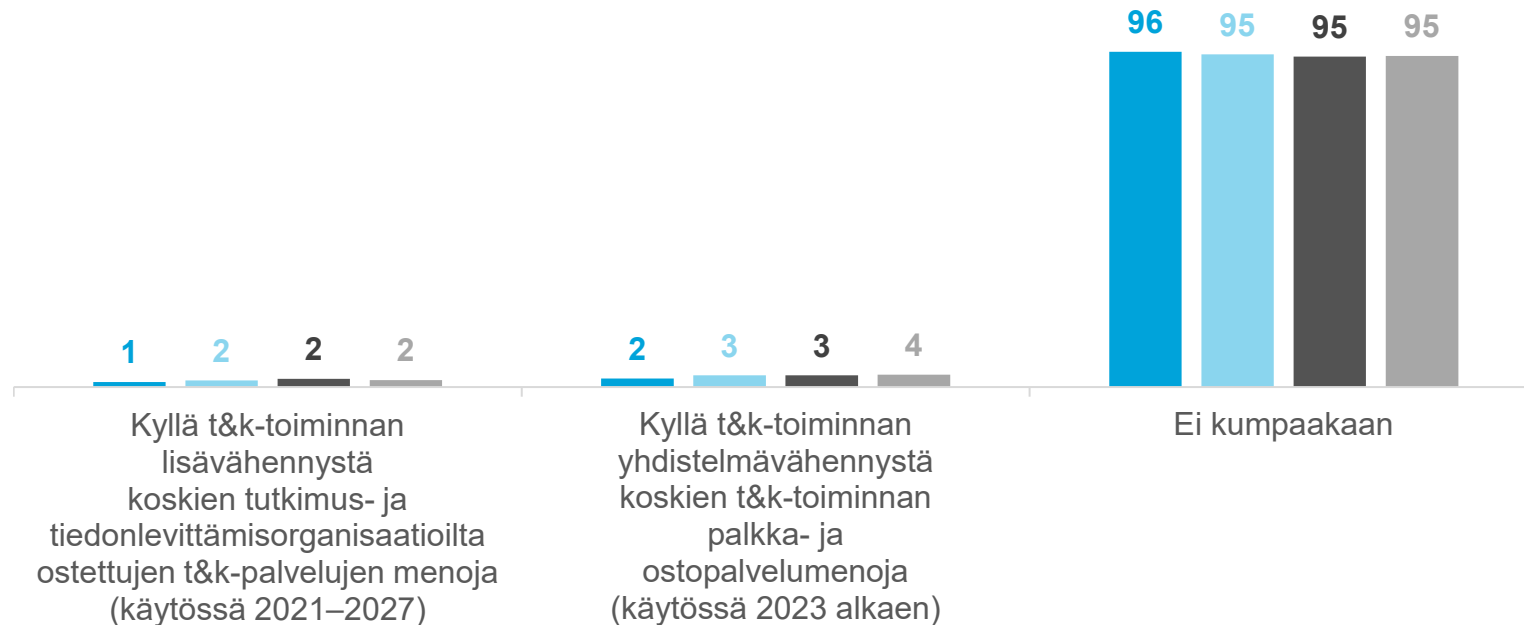 96 95 95 95
1 2 2 2
2 3 3 4
Kyllä t&k-toiminnan
lisävähennystä
koskien tutkimus- ja
tiedonlevittämisorganisaatioilta
ostettujen t&k-palvelujen menoja
(käytössä 2021–2027)
Kyllä t&k-toiminnan
yhdistelmävähennystä
koskien t&k-toiminnan
palkka- ja
ostopalvelumenoja
(käytössä 2023 alkaen)
Ei kumpaakaan